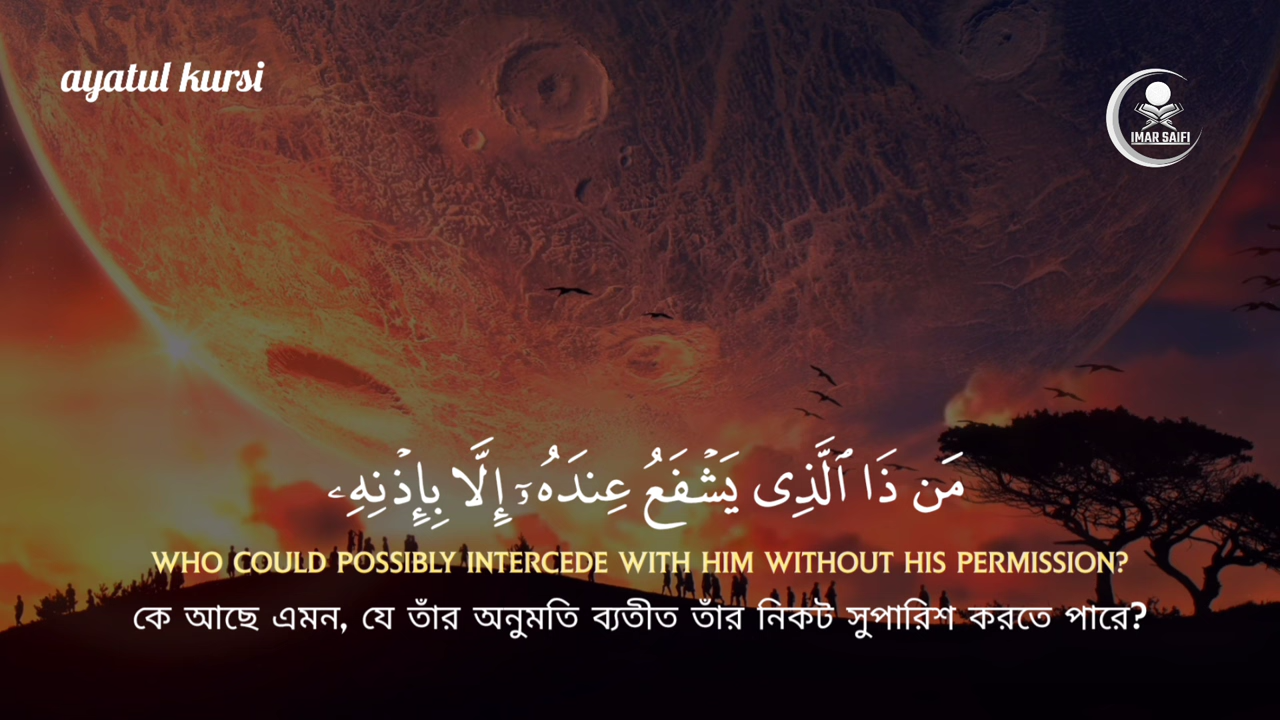 ayatul kursi
IMAR SAIFI
مَن ذَا ٱلَّذِى يَشْفَعُ عِندَهُۥٓ إِلَّا بِإِذْنِهِۦ
WHO COULD POSSIBLY INTERCEDE WITH HIM WITHOUT HIS PERMISSION?
কে আছে এমন, যে তাঁর অনুমতি ব্যতীত তাঁর নিকট সুপারিশ করতে পারে?